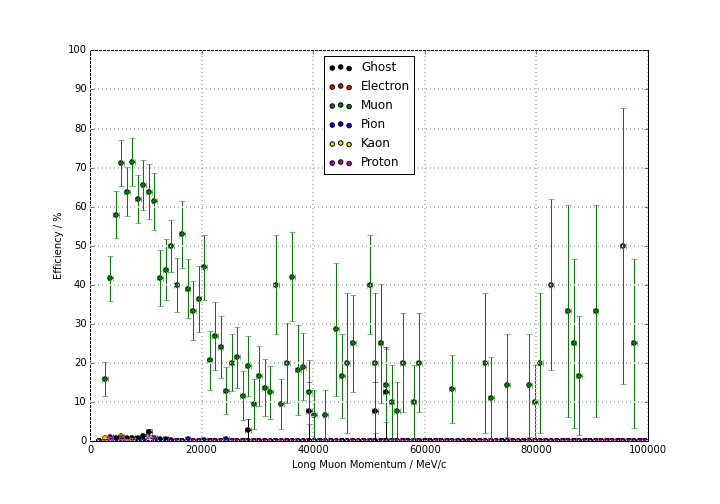 100
90
80
70
60
50
40
30
20
10
0
Efficiency / %
Ghost
Electron
Muon
Pion
Kaon
Proton
0 20000 40000 60000 80000 100000
Long Muon Momentum / MeV/c